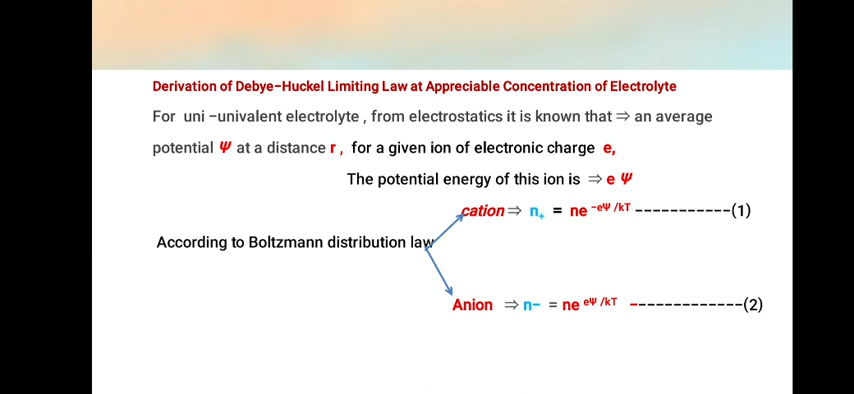 Derivation of Debye-Huckel Limiting Law at Appreciable Concentration of Electrolyte
For uni -univalent electrolyte , from electrostatics it is known that ⇒ an average
potential Ψ at a distance r , for a given ion of electronic charge e,
The potential energy of this ion is ⇒ e Ψ
cation ⇒ n₊ = ne ^-eΨ /kT -----------(1)
According to Boltzmann distribution law
Anion ⇒ n- = ne ^eΨ /kT -------------(2)